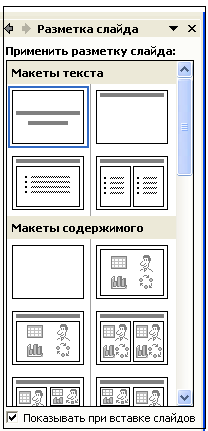 Разметка слайда
Применить разметку слайда:
Макеты текста
Макеты содержимого
Показывать при вставке слайдов